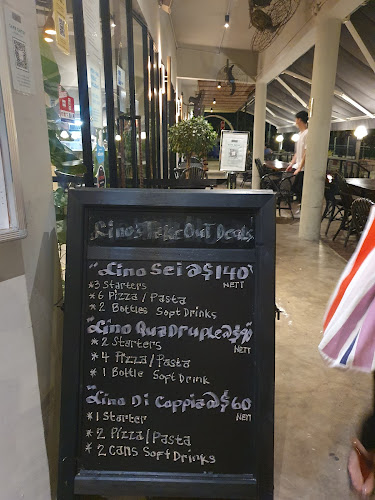 Lino's Take Out Deals
"Lino Sei @ $140"
NETT
* 3 Starters
* 6 Pizza / Pasta
* 2 Bottles Soft Drinks
"Lino Quadruple @ $
NETT
* 2 Starters
* 4 Pizza / Pasta
* 1 Bottle Soft Drink
"Lino Di Coppia @ $60
NETT
* 1 Starter
* 2 Pizza / Pasta
* 2 cans Soft Drinks